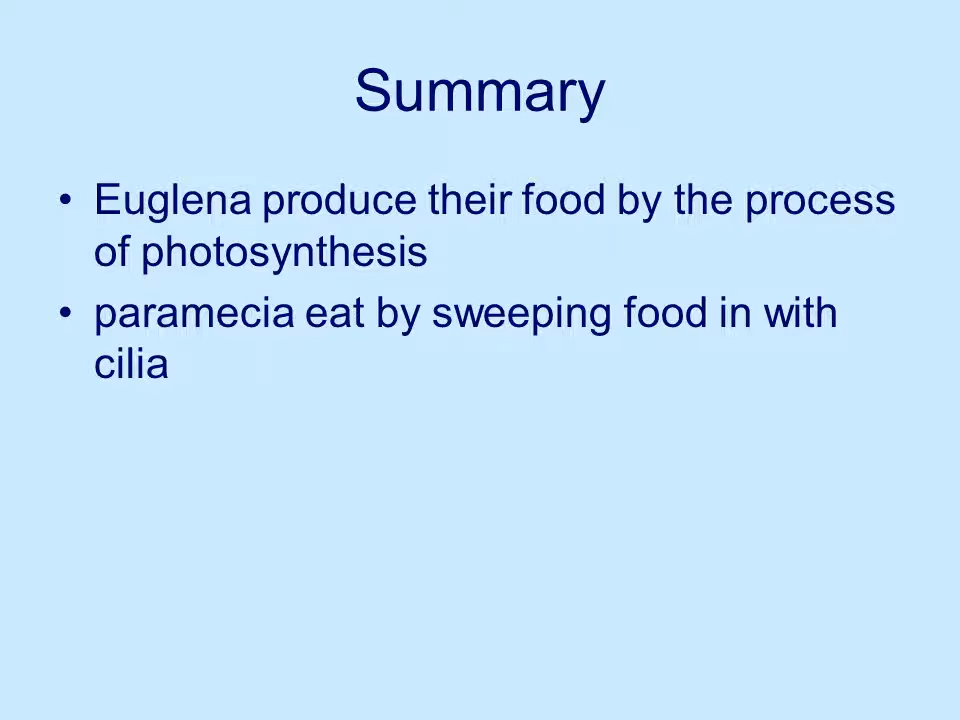 Summary
• Euglena produce their food by the process
of photosynthesis
• paramecia eat by sweeping food in with
cilia